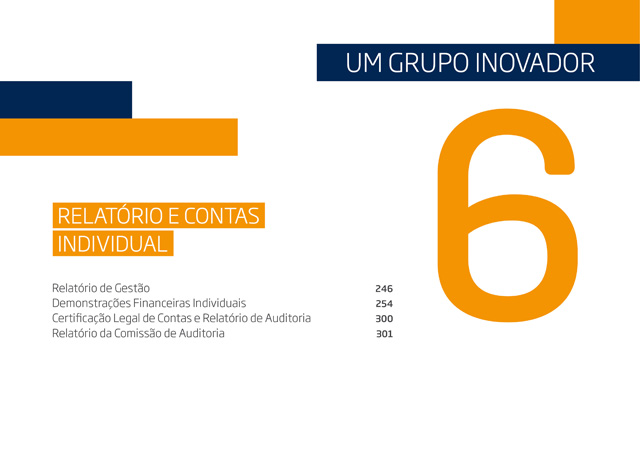 UM GRUPO INOVADOR
6
RELATÓRIO E CONTAS
INDIVIDUAL
Relatório de Gestão 246
Demonstrações Financeiras Individuais 254
Certificação Legal de Contas e Relatório de Auditoria 300
Relatório da Comissão de Auditoria 301